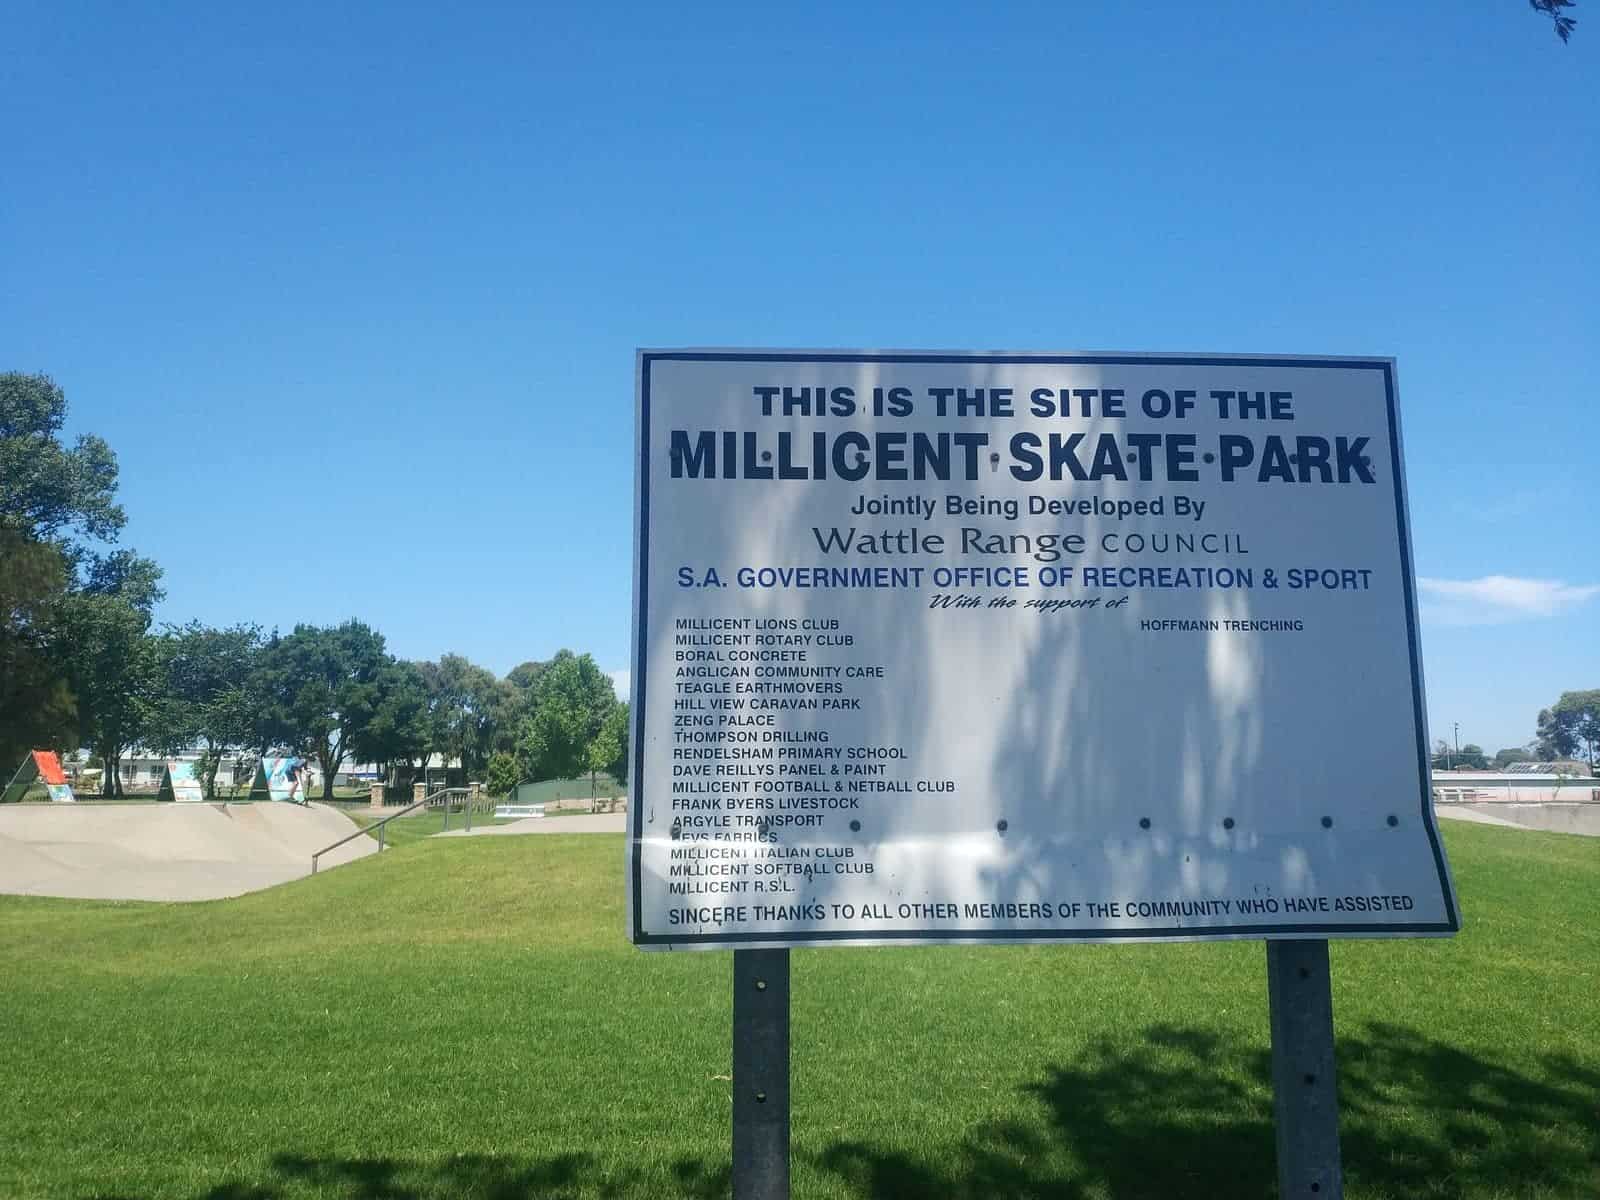 THIS IS THE SITE OF THE
MILLICENT SKATE PARK
Jointly Being Developed By
Wattle Range COUNCIL
S.A. GOVERNMENT OFFICE OF RECREATION & SPORT
With the support of
MILLICENT LIONS CLUB
MILLICENT ROTARY CLUB
BORAL CONCRETE
ANGLICAN COMMUNITY CARE
TEAGLE EARTHMOVERS
HILL VIEW CARAVAN PARK
ZENG PALACE
THOMPSON DRILLING
RENDELSHAM PRIMARY SCHOOL
DAVE REILLYS PANEL & PAINT
MILLICENT FOOTBALL & NETBALL CLUB
FRANK BYERS LIVESTOCK
ARGYLE TRANSPORT
FABRICS
MILLICENT ITALIAN CLUB
MILLICENT SOFTBALL CLUB
MILLICENT R.S.L.
HOFFMANN TRENCHING
SINCERE THANKS TO ALL OTHER MEMBERS OF THE COMMUNITY WHO HAVE ASSISTED